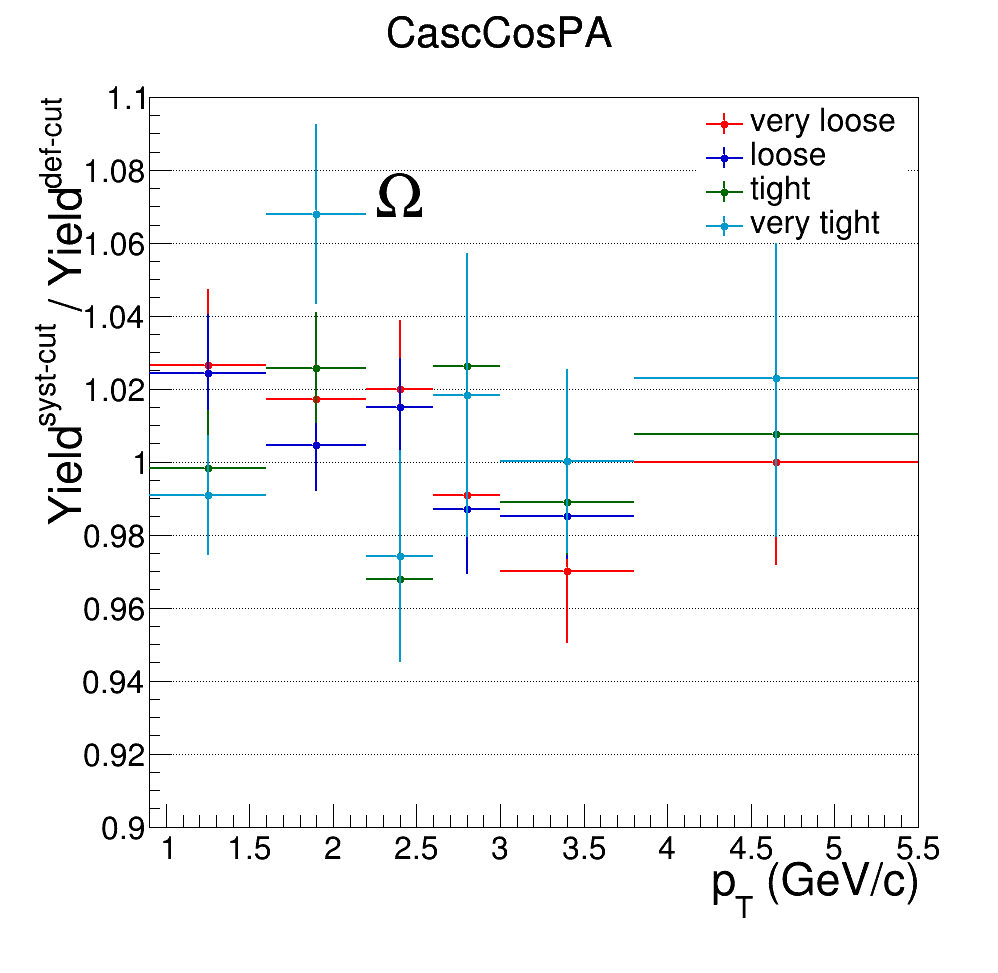 CascCosPA
Yield^syst-cut / Yield^def-cut
1.1
1.08
1.06
1.04
1.02
1
0.98
0.96
0.94
0.92
0.9
Ω
very loose
loose
tight
very tight
1 1.5 2 2.5 3 3.5 4 4.5 5 5.5
p_T (GeV/c)